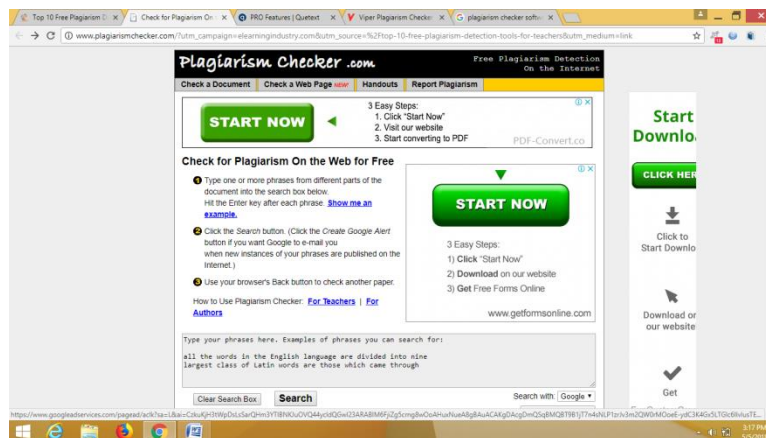 Top 10 Free Plagiarism D
Check for Plagiarism On
PRO Features | Quetext
Viper Plagiarism Checker
plagiarism checker softw
www.plagiarismchecker.com/?utm_campaign=elearningindustry.com&utm_source=%2Ftop-10-free-plagiarism-detection-tools-for-teachers&utm_medium=link
Plagiarism Checker .com
Free Plagiarism Detection
On the Internet
Check a Document
Check a Web Page NEW!
Handouts
Report Plagiarism
START NOW
3 Easy Steps:
1. Click "Start Now"
2. Visit our website
3. Start converting to PDF
PDF-Convert.co
Check for Plagiarism On the Web for Free
1 Type one or more phrases from different parts of the
document into the search box below.
Hit the Enter key after each phrase. Show me an
example.
2 Click the Search button. (Click the Create Google Alert
button if you want Google to e-mail you
when new instances of your phrases are published on the
Internet.)
3 Use your browser's Back button to check another paper.
How to Use Plagiarism Checker: For Teachers | For
Authors
START NOW
3 Easy Steps:
1) Click "Start Now"
2) Download on our website
3) Get Free Forms Online
www.getformsonline.com
Type your phrases here. Examples of phrases you can search for:
all the words in the English language are divided into nine
largest class of Latin words are those which came through
Clear Search Box
Search
Search with: Google
Start
Downlo
CLICK HER
Click to
Start Downlo
Download or
our website
Get
3:17 PM